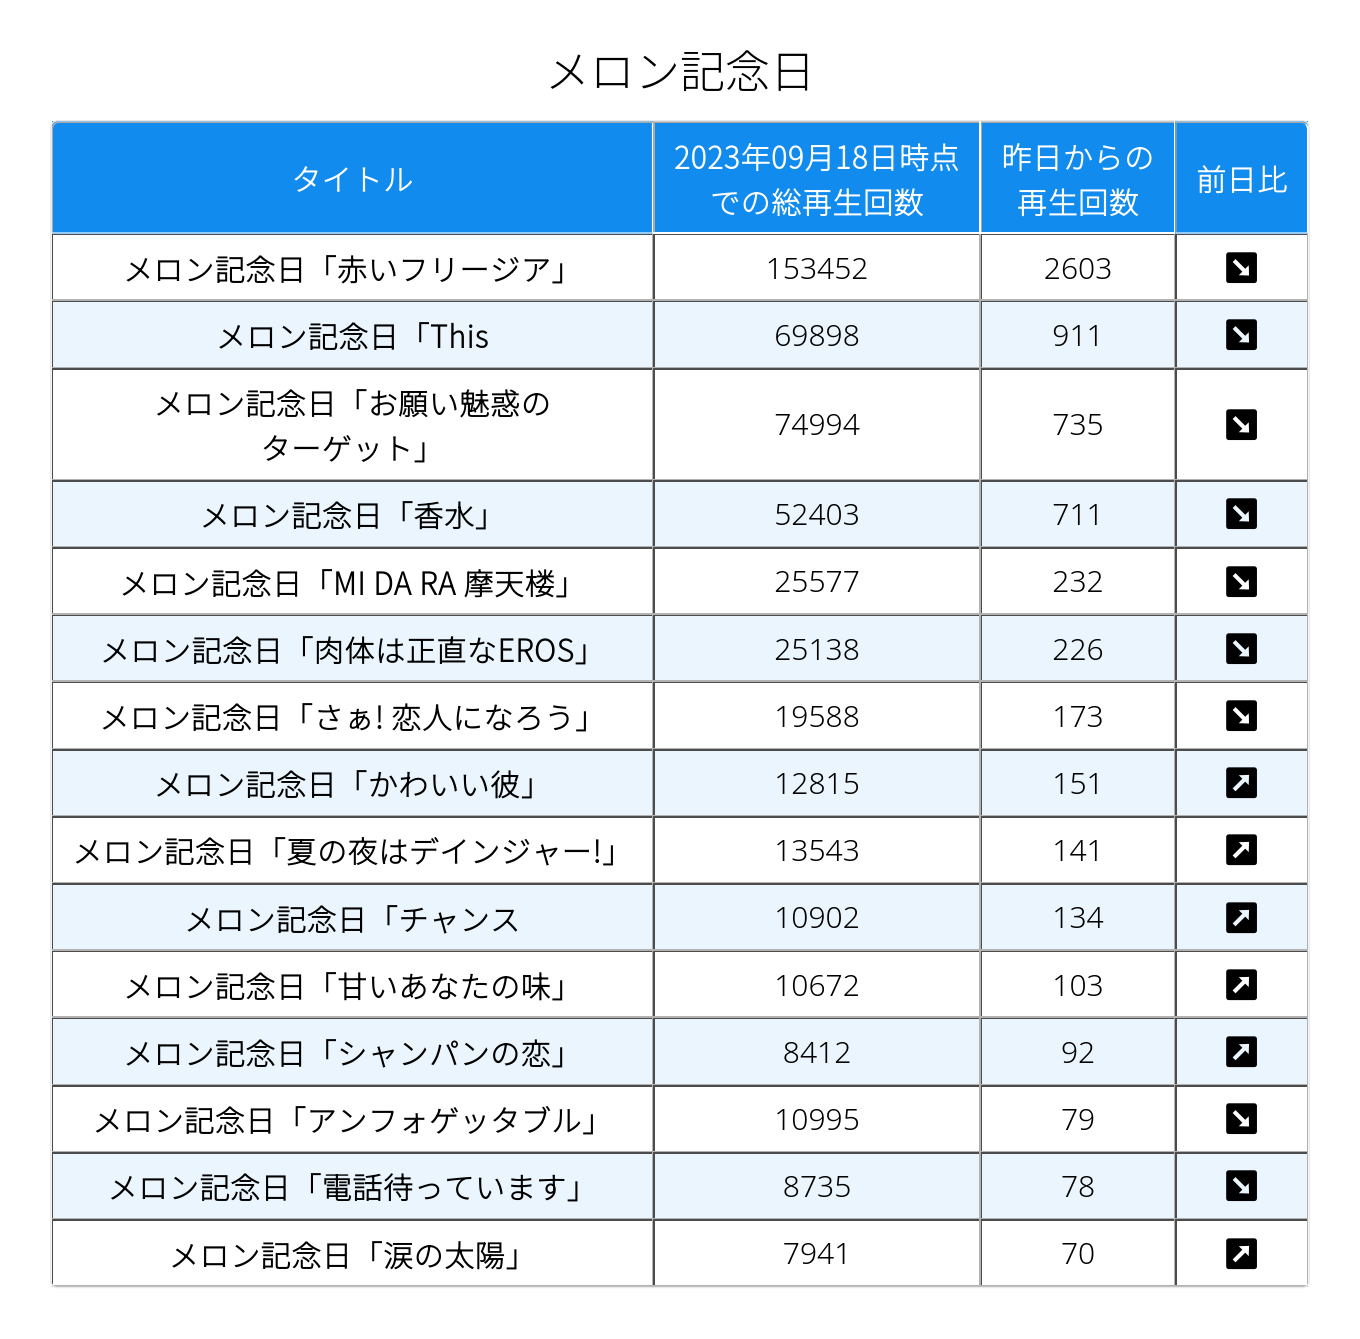 メロン記念日
タイトル
2023年09月18日時点
での総再生回数
昨日からの
再生回数
前日比
メロン記念日「赤いフリージア」 153452 2603
メロン記念日「This 69898 911
メロン記念日「お願い魅惑の
ターゲット」 74994 735
メロン記念日「香水」 52403 711
メロン記念日「MI DA RA 摩天楼」 25577 232
メロン記念日「肉体は正直なEROS」 25138 226
メロン記念日「さぁ! 恋人になろう」 19588 173
メロン記念日「かわいい彼」 12815 151
メロン記念日「夏の夜はデインジャー!」 13543 141
メロン記念日「チャンス 10902 134
メロン記念日「甘いあなたの味」 10672 103
メロン記念日「シャンパンの恋」 8412 92
メロン記念日「アンフォゲッタブル」 10995 79
メロン記念日「電話待っています」 8735 78
メロン記念日「涙の太陽」 7941 70